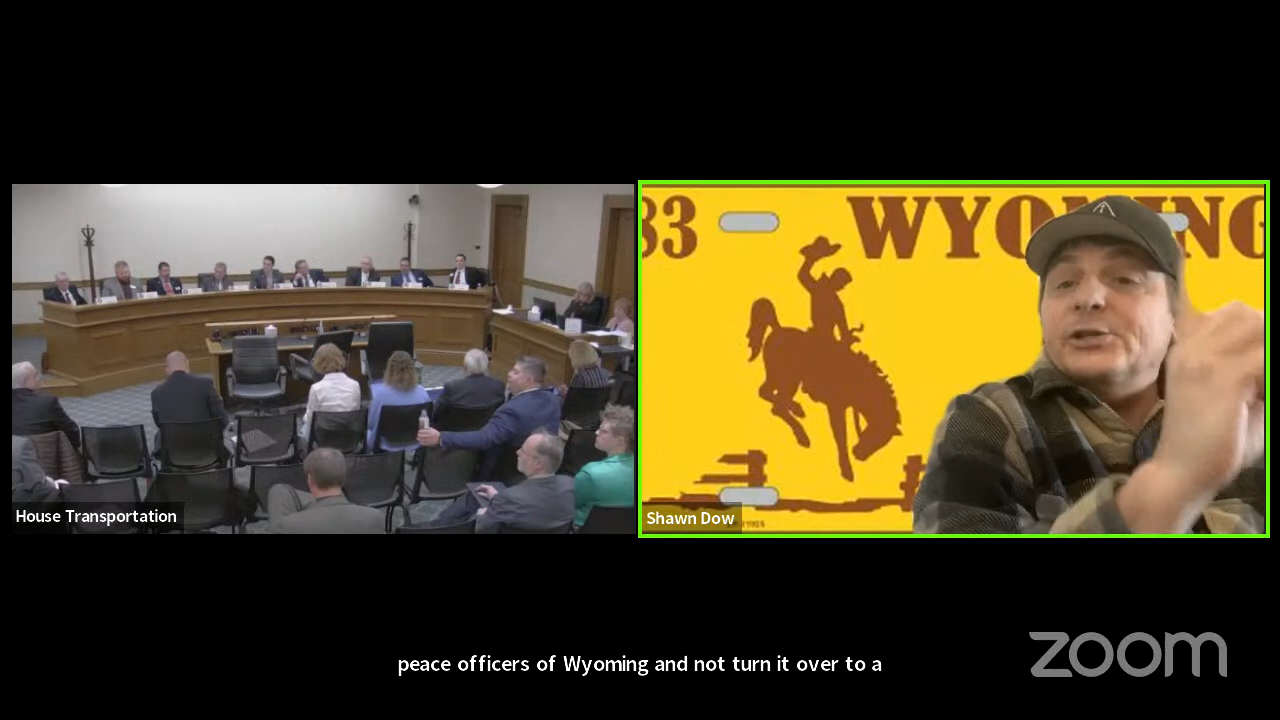 83 WYOMING
House Transportation
Shawn Dow
peace officers of Wyoming and not turn it over to a
zoom